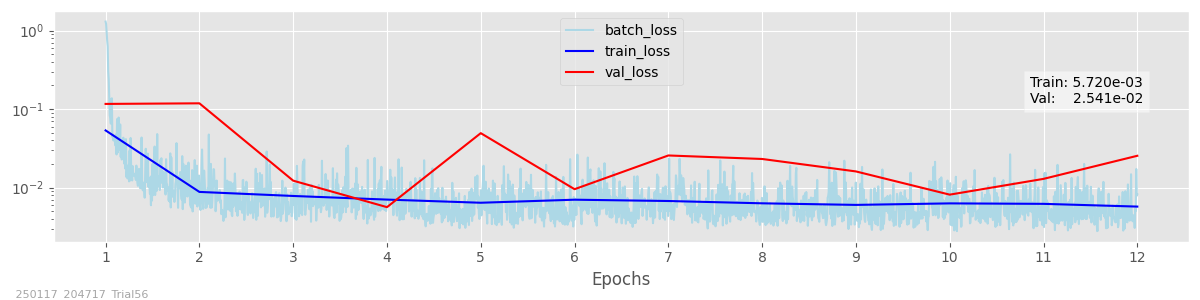 batch_loss
train_loss
val_loss
Train: 5.720e-03
Val: 2.541e-02
10⁰
10⁻¹
10⁻²
1 2 3 4 5 6 7 8 9 10 11 12
Epochs
250117_204717_Trial56